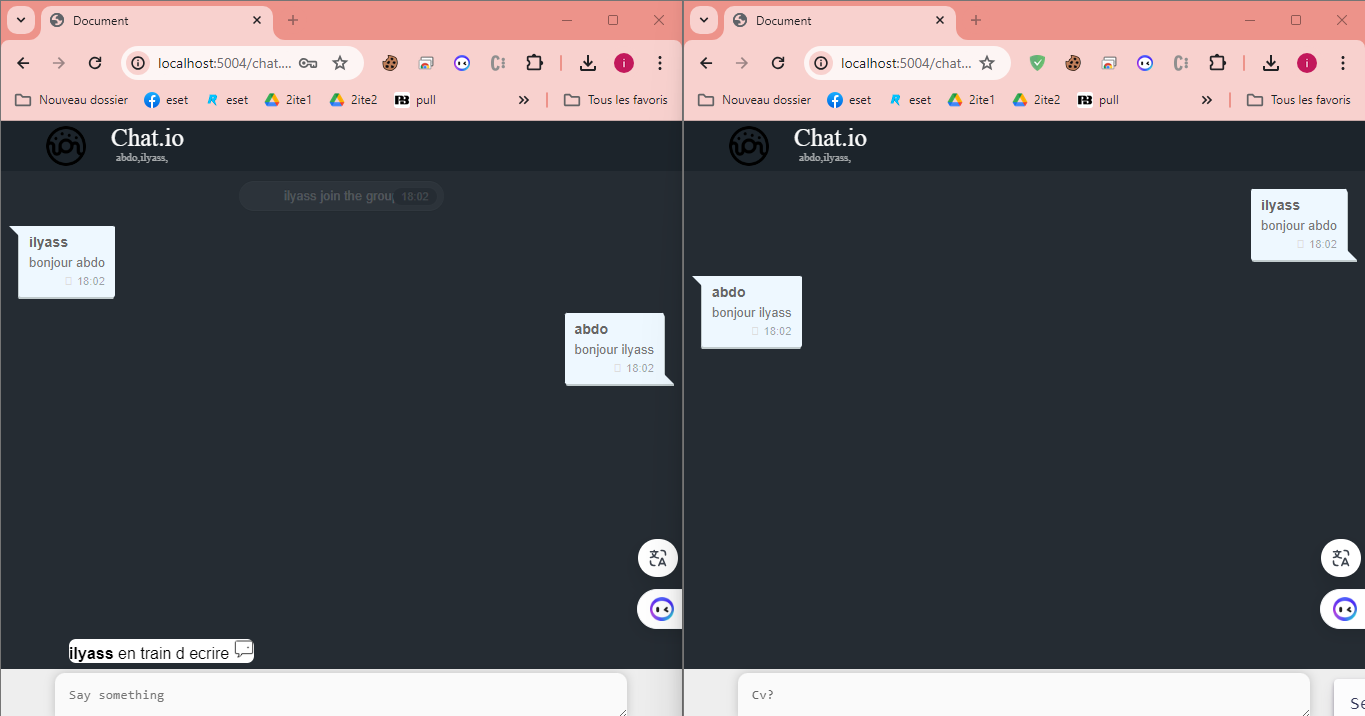 Document
localhost:5004/chat....
Nouveau dossier
eset
eset
2ite1
2ite2
pull
Tous les favoris
Chat.io
abdo,ilyass,
ilyass join the grou
18:02
ilyass
bonjour abdo
18:02
abdo
bonjour ilyass
18:02
ilyass en train d ecrire
Say something
Document
localhost:5004/chat...
Nouveau dossier
eset
eset
2ite1
2ite2
pull
Tous les favoris
Chat.io
abdo,ilyass,
ilyass
bonjour abdo
18:02
abdo
bonjour ilyass
18:02
Cv?
Se